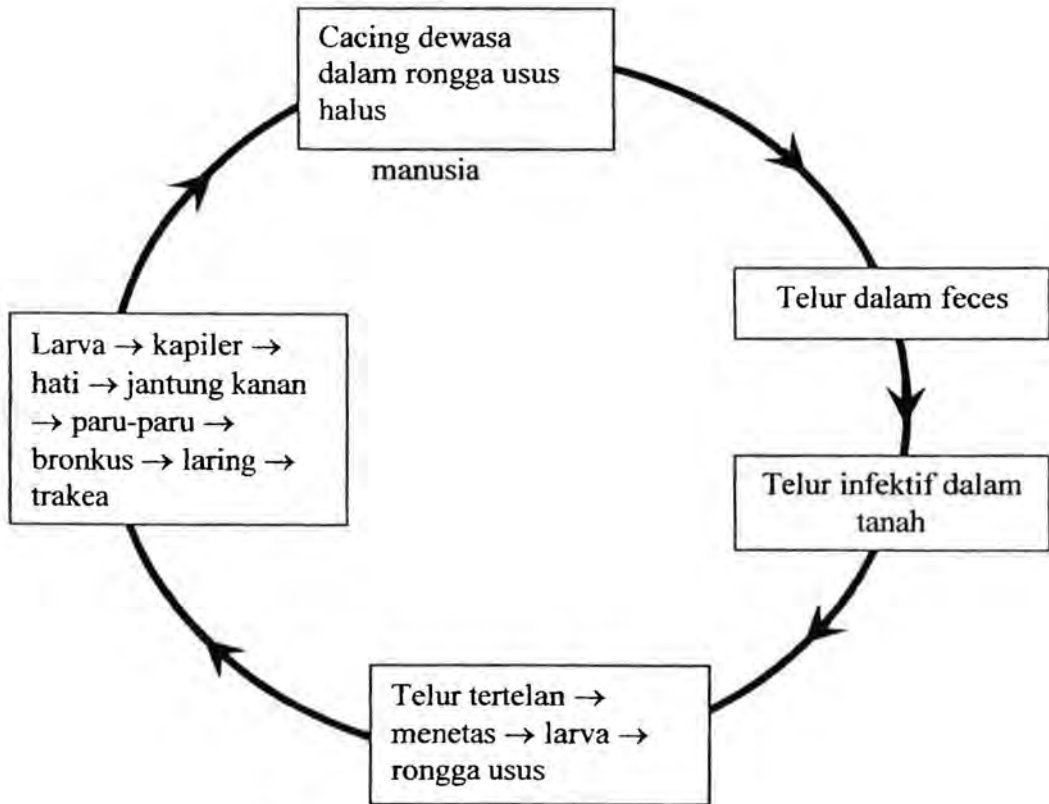 Cacing dewasa
dalam rongga usus
halus
manusia
Telur dalam feces
Telur infektif dalam
tanah
Telur tertelan →
menetas → larva →
rongga usus
Larva → kapiler →
hati → jantung kanan
→ paru-paru →
bronkus → laring →
trakea